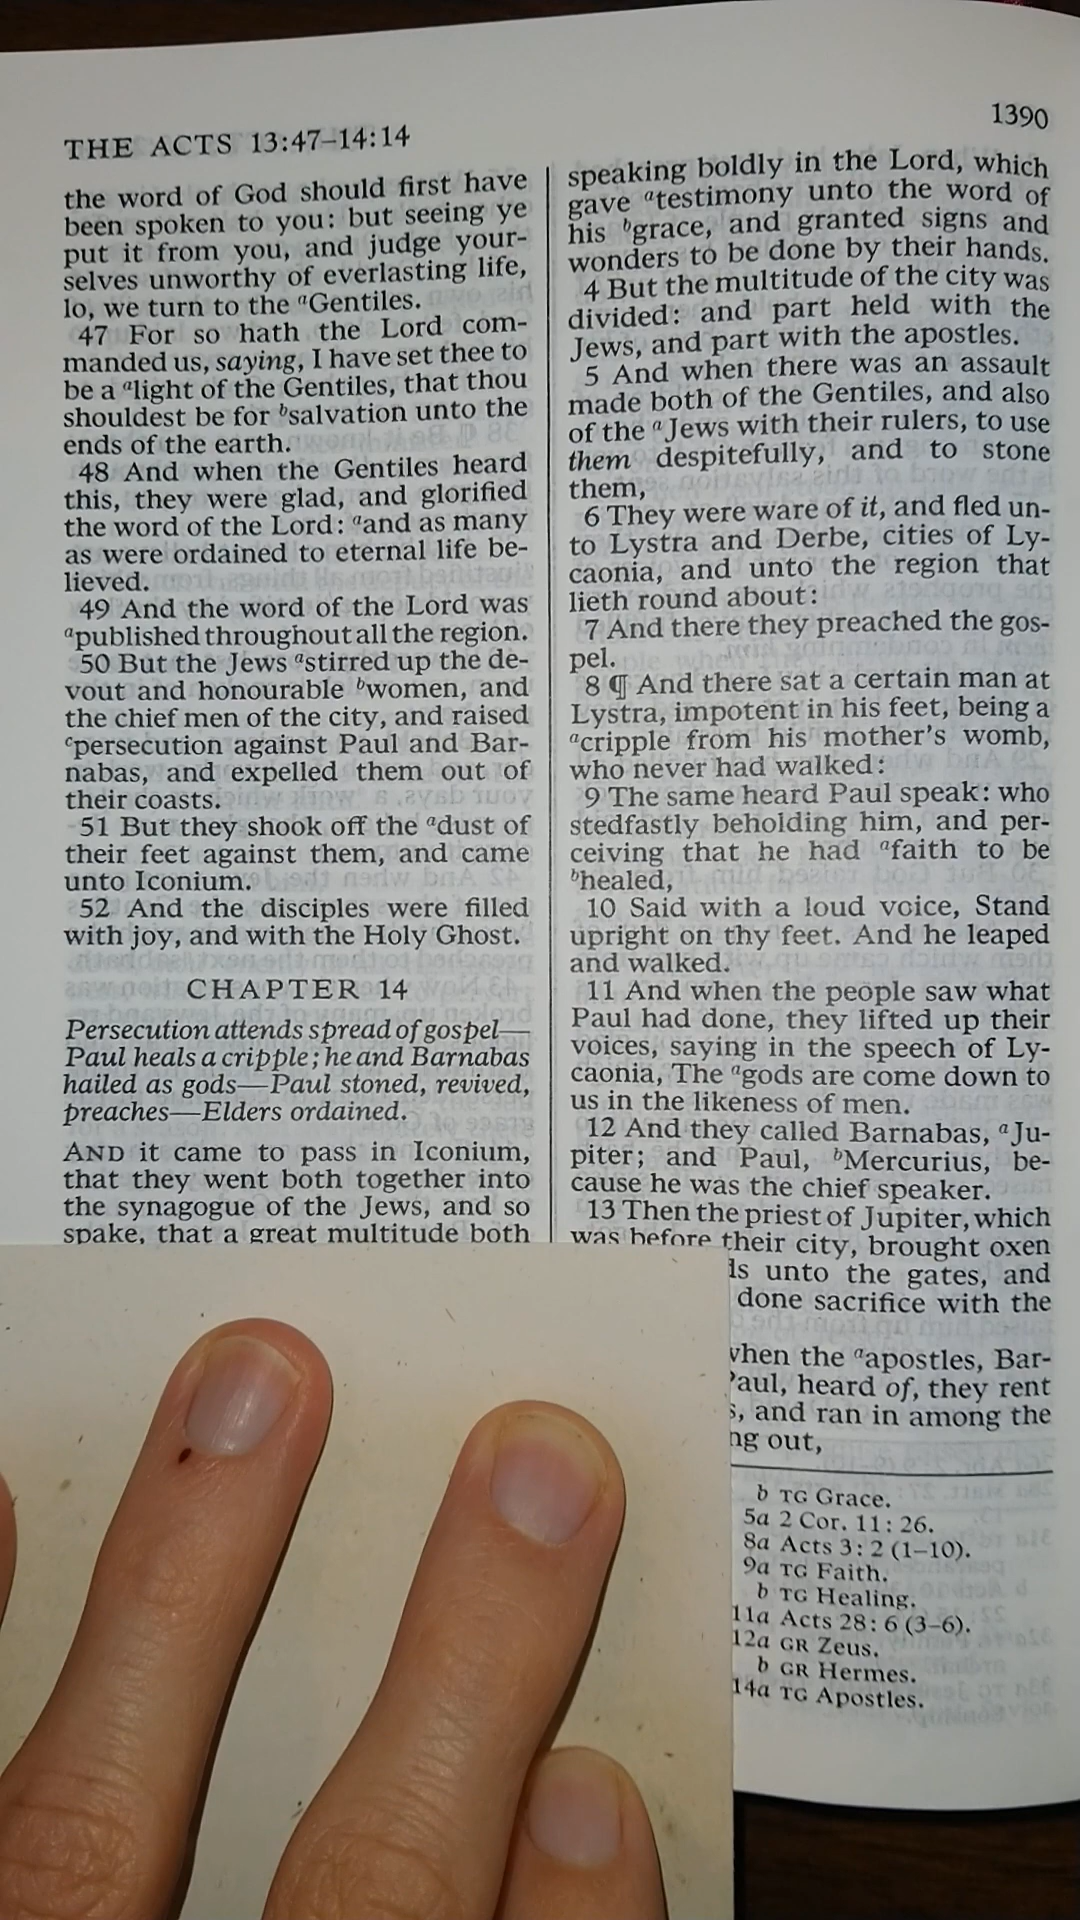 THE ACTS 13:47–14:14
1390
the word of God should first have
been spoken to you: but seeing ye
put it from you, and judge your-
selves unworthy of everlasting life,
lo, we turn to the aGentiles.
47 For so hath the Lord com-
manded us, saying, I have set thee to
be a alight of the Gentiles, that thou
shouldest be for bsalvation unto the
ends of the earth.
48 And when the Gentiles heard
this, they were glad, and glorified
the word of the Lord: aand as many
as were ordained to eternal life be-
lieved.
49 And the word of the Lord was
apublished throughout all the region.
50 But the Jews astirred up the de-
vout and honourable bwomen, and
the chief men of the city, and raised
cpersecution against Paul and Bar-
nabas, and expelled them out of
their coasts.
51 But they shook off the adust of
their feet against them, and came
unto Iconium.
52 And the disciples were filled
with joy, and with the Holy Ghost.
CHAPTER 14
Persecution attends spread of gospel—
Paul heals a cripple; he and Barnabas
hailed as gods—Paul stoned, revived,
preaches—Elders ordained.
AND it came to pass in Iconium,
that they went both together into
the synagogue of the Jews, and so
spake, that a great multitude both
speaking boldly in the Lord, which
gave atestimony unto the word of
his bgrace, and granted signs and
wonders to be done by their hands.
4 But the multitude of the city was
divided: and part held with the
Jews, and part with the apostles.
5 And when there was an assault
made both of the Gentiles, and also
of the aJews with their rulers, to use
them despitefully, and to stone
them,
6 They were ware of it, and fled un-
to Lystra and Derbe, cities of Ly-
caonia, and unto the region that
lieth round about:
7 And there they preached the gos-
pel.
8 ¶ And there sat a certain man at
Lystra, impotent in his feet, being a
acripple from his mother's womb,
who never had walked:
9 The same heard Paul speak: who
stedfastly beholding him, and per-
ceiving that he had afaith to be
bhealed,
10 Said with a loud voice, Stand
upright on thy feet. And he leaped
and walked.
11 And when the people saw what
Paul had done, they lifted up their
voices, saying in the speech of Ly-
caonia, The agods are come down to
us in the likeness of men.
12 And they called Barnabas, aJu-
piter; and Paul, bMercurius, be-
cause he was the chief speaker.
13 Then the priest of Jupiter, which
was before their city, brought oxen
unto the gates, and
done sacrifice with the
when the aapostles, Bar-
Paul, heard of, they rent
and ran in among the
out,
b TG Grace.
5a 2 Cor. 11: 26.
8a Acts 3: 2 (1–10).
9a TG Faith.
b TG Healing.
11a Acts 28: 6 (3–6).
12a GR Zeus.
b GR Hermes.
14a TG Apostles.